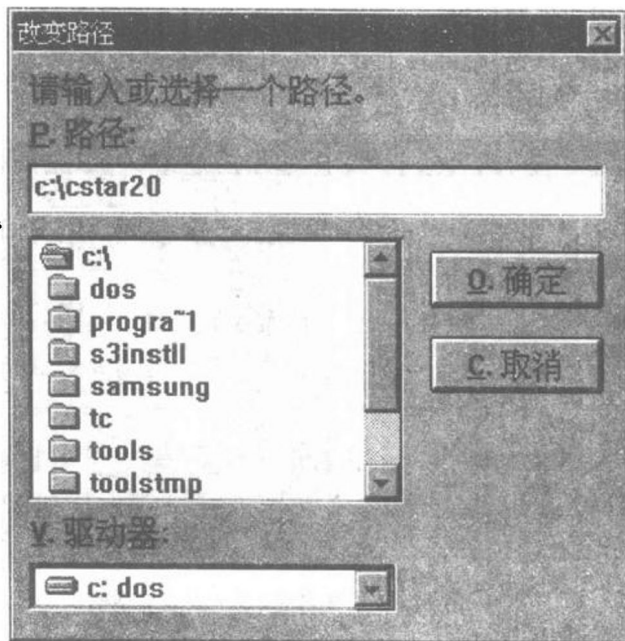 改变路径
请输入或选择一个路径。
P. 路径:
c:\cstar20
c:\
dos
progra~1
s3instll
samsung
tc
tools
toolstmp
O. 确定
C. 取消
V. 驱动器:
c: dos